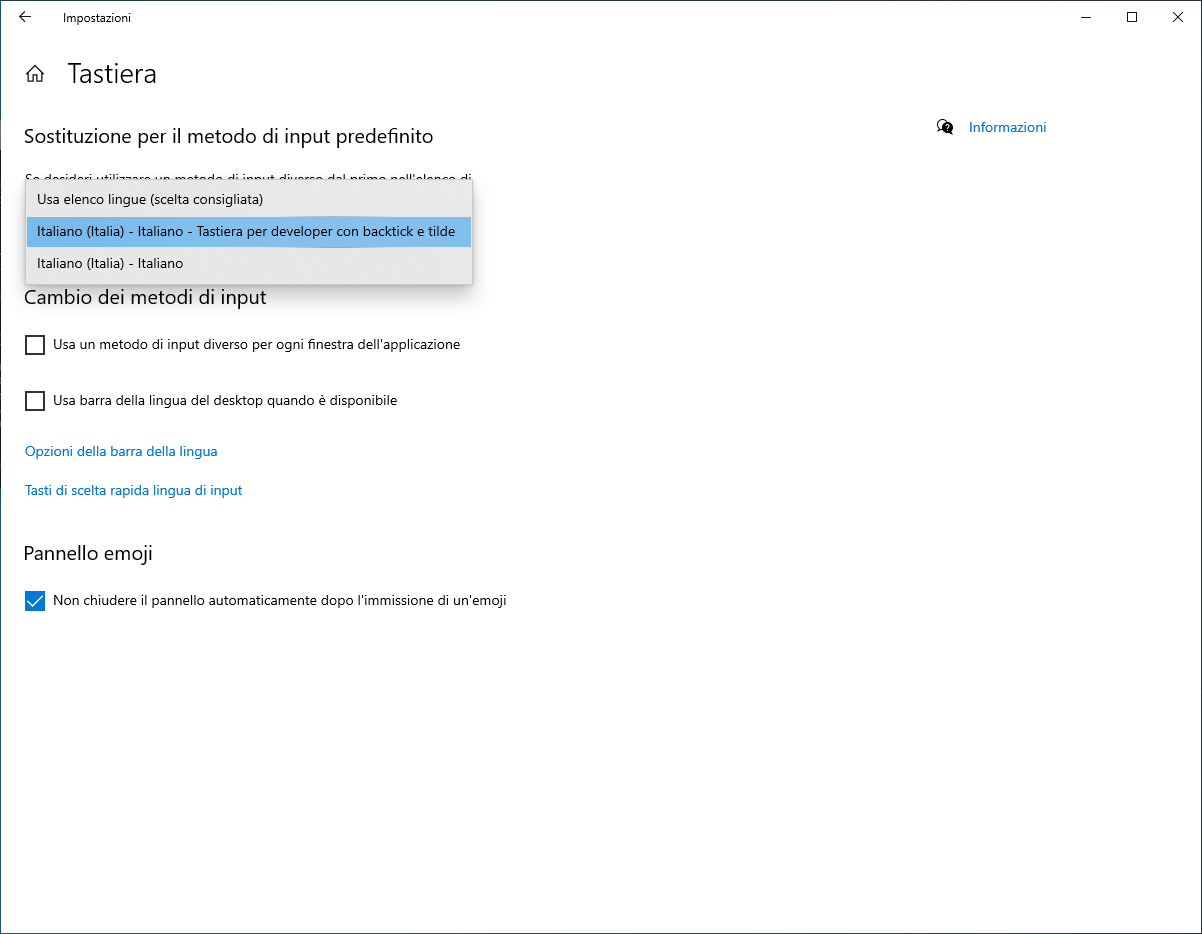 Impostazioni
Tastiera
Sostituzione per il metodo di input predefinito
Informazioni
Se desideri utilizzare un metodo di input diverso dal primo nell'elenco di
Usa elenco lingue (scelta consigliata)
Italiano (Italia) - Italiano - Tastiera per developer con backtick e tilde
Italiano (Italia) - Italiano
Cambio dei metodi di input
Usa un metodo di input diverso per ogni finestra dell'applicazione
Usa barra della lingua del desktop quando è disponibile
Opzioni della barra della lingua
Tasti di scelta rapida lingua di input
Pannello emoji
Non chiudere il pannello automaticamente dopo l'immissione di un'emoji